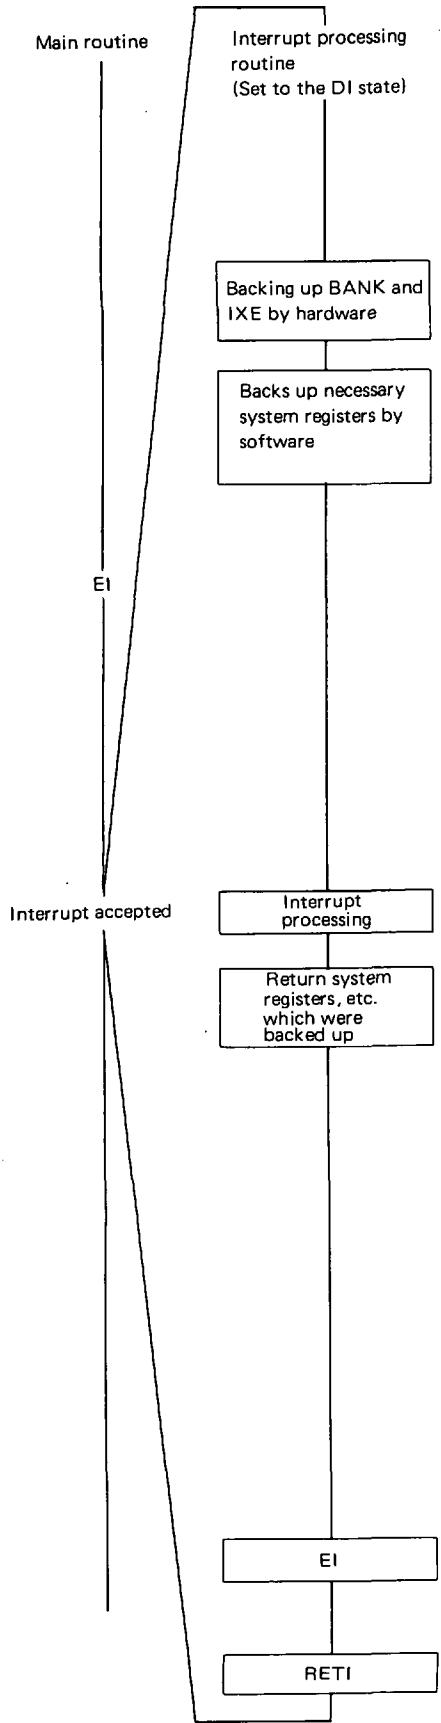 Main routine
Interrupt processing
routine
(Set to the DI state)
Backing up BANK and
IXE by hardware
Backs up necessary
system registers by
software
EI
Interrupt accepted
Interrupt
processing
Return system
registers, etc.
which were
backed up
EI
RETI